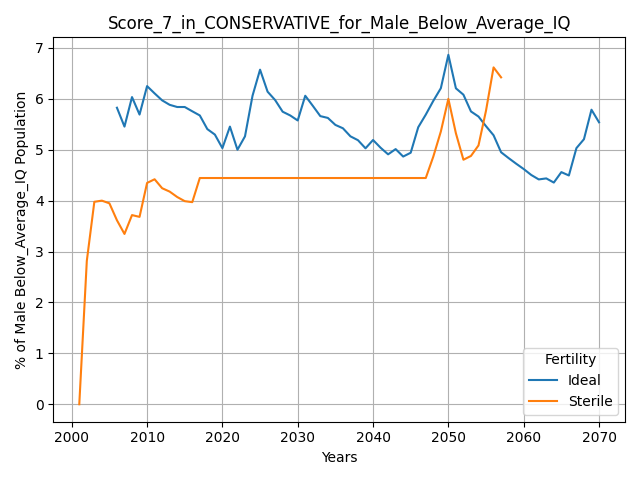 Score_7_in_CONSERVATIVE_for_Male_Below_Average_IQ
% of Male Below_Average_IQ Population
7
6
5
4
3
2
1
0
2000 2010 2020 2030 2040 2050 2060 2070
Years
Fertility
Ideal
Sterile